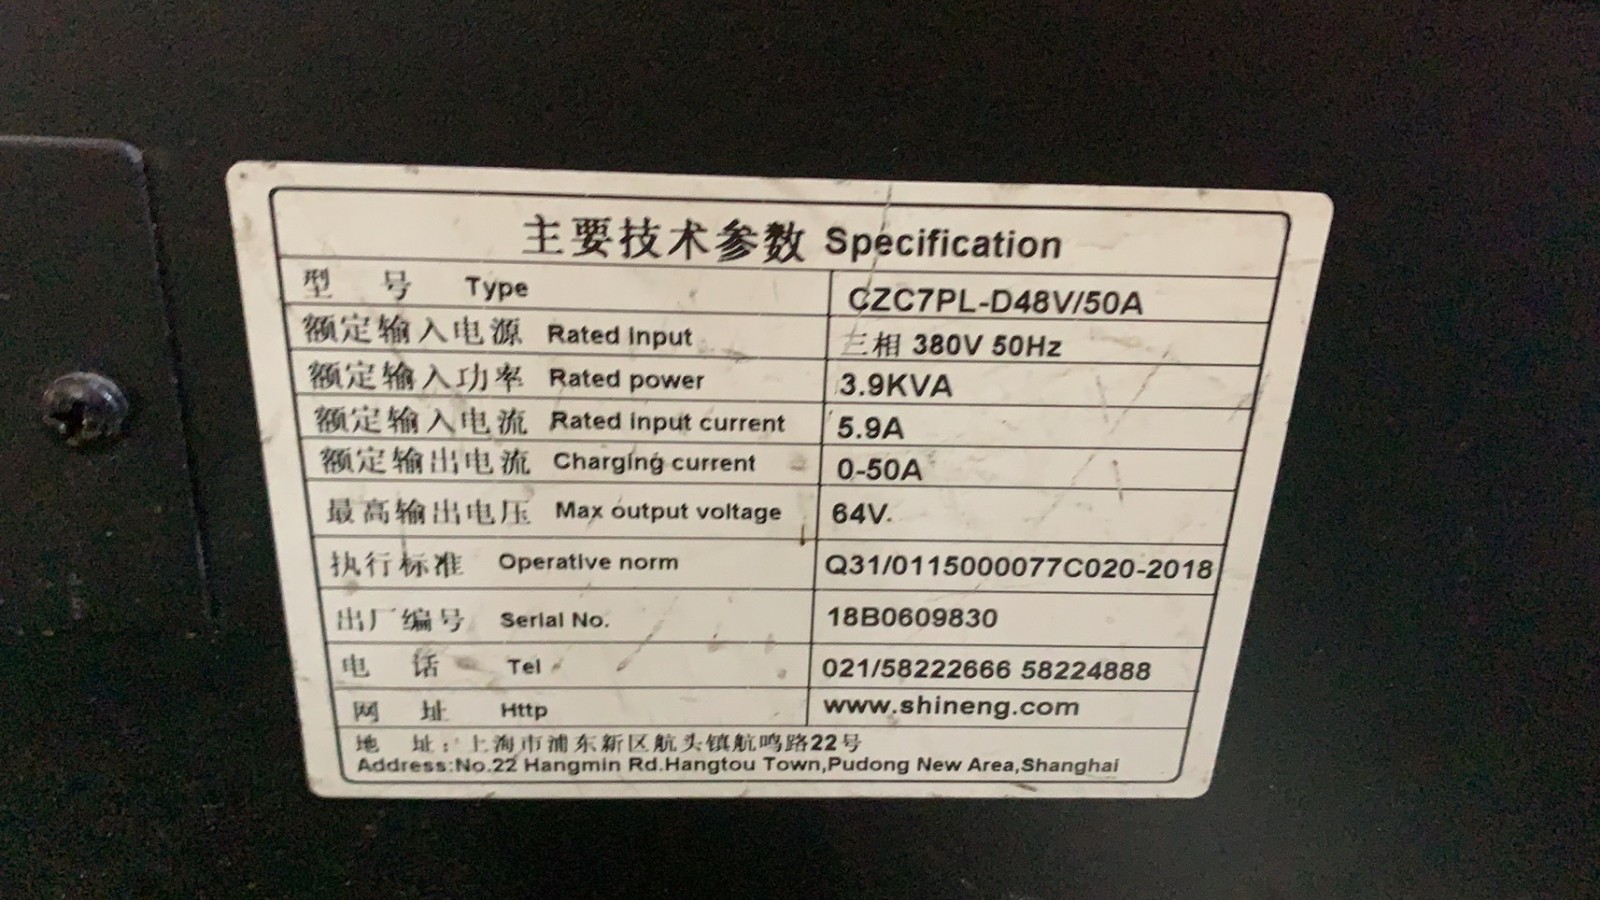 主要技术参数 Specification
型 号 Type CZC7PL-D48V/50A
额定输入电源 Rated Input 三相 380V 50Hz
额定输入功率 Rated power 3.9KVA
额定输入电流 Rated Input current 5.9A
额定输出电流 Charging current 0-50A
最高输出电压 Max output voltage 64V.
执行标准 Operative norm Q31/0115000077C020-2018
出厂编号 Serial No. 18B0609830
电 话 Tel 021/58222666 58224888
网 址 Http www.shineng.com
地 址：上海市浦东新区航头镇航鸣路22号
Address:No.22 Hangmin Rd.Hangtou Town,Pudong New Area,Shanghai